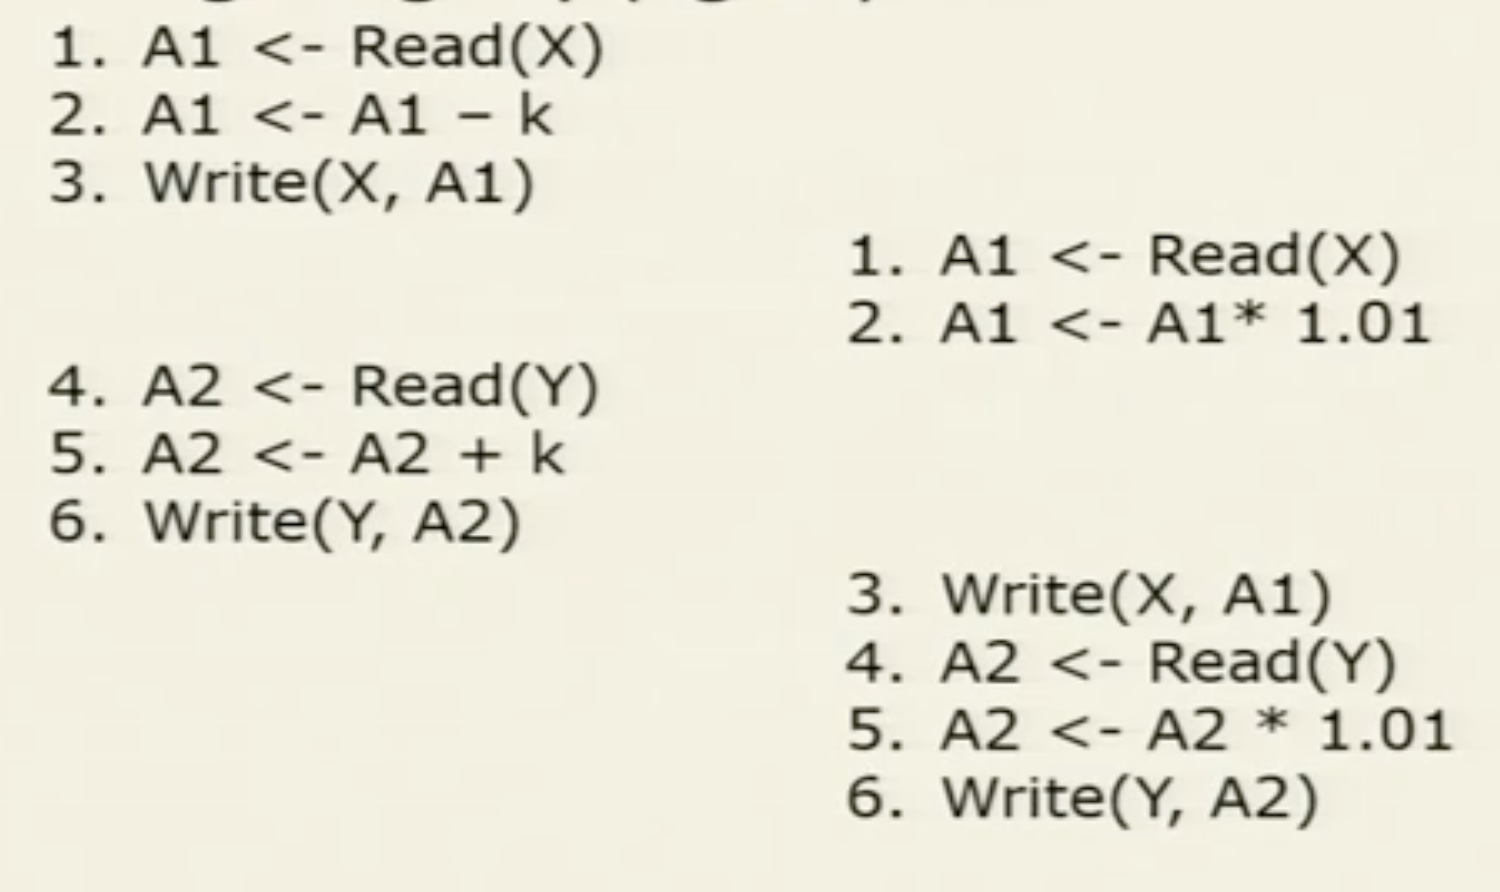 1. A1 <- Read(X)
2. A1 <- A1 – k
3. Write(X, A1)
1. A1 <- Read(X)
2. A1 <- A1* 1.01
4. A2 <- Read(Y)
5. A2 <- A2 + k
6. Write(Y, A2)
3. Write(X, A1)
4. A2 <- Read(Y)
5. A2 <- A2 * 1.01
6. Write(Y, A2)